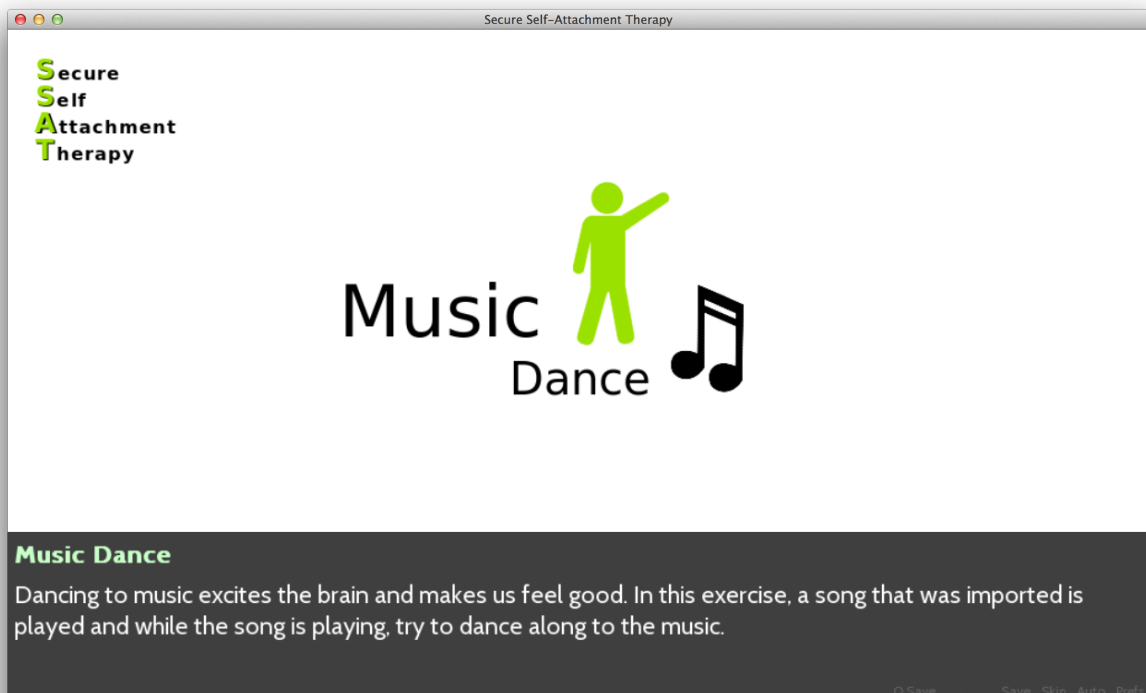 Secure Self-Attachment Therapy
Secure
Self
Attachment
Therapy
Music
Dance
Music Dance
Dancing to music excites the brain and makes us feel good. In this exercise, a song that was imported is
played and while the song is playing, try to dance along to the music.
Q.Save Save Skip Auto